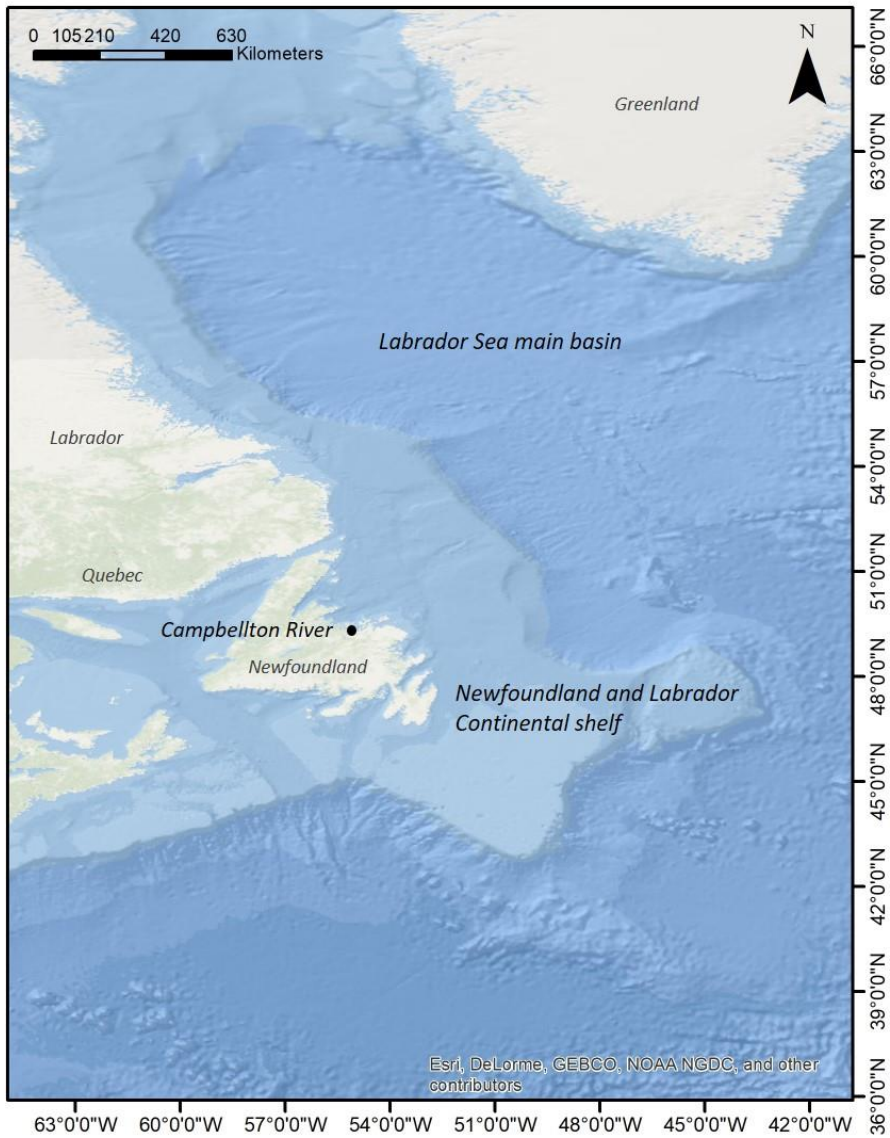 0 105 210 420 630
Kilometers
N
Greenland
Labrador Sea main basin
Labrador
Quebec
Campbellton River
Newfoundland
Newfoundland and Labrador
Continental shelf
Esri, DeLorme, GEBCO, NOAA NGDC, and other
contributors
66°0'0"N
63°0'0"N
60°0'0"N
57°0'0"N
54°0'0"N
51°0'0"N
48°0'0"N
45°0'0"N
42°0'0"N
39°0'0"N
36°0'0"N
63°0'0"W 60°0'0"W 57°0'0"W 54°0'0"W 51°0'0"W 48°0'0"W 45°0'0"W 42°0'0"W